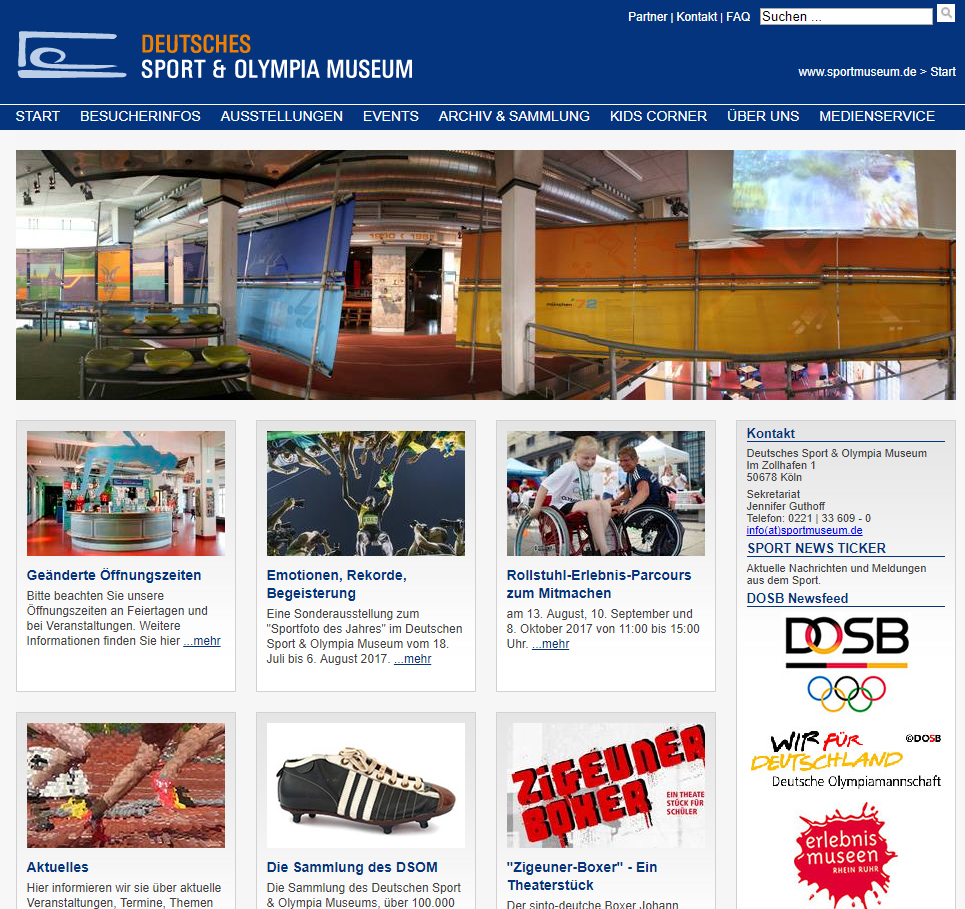 Partner | Kontakt | FAQ
Suchen ...
DEUTSCHES
SPORT & OLYMPIA MUSEUM
www.sportmuseum.de > Start
START BESUCHERINFOS AUSSTELLUNGEN EVENTS ARCHIV & SAMMLUNG KIDS CORNER ÜBER UNS MEDIENSERVICE
münchen 72
Geänderte Öffnungszeiten
Bitte beachten Sie unsere
Öffnungszeiten an Feiertagen und
bei Veranstaltungen. Weitere
Informationen finden Sie hier ...mehr
Emotionen, Rekorde,
Begeisterung
Eine Sonderausstellung zum
"Sportfoto des Jahres" im Deutschen
Sport & Olympia Museum vom 18.
Juli bis 6. August 2017. ...mehr
Rollstuhl-Erlebnis-Parcours
zum Mitmachen
am 13. August, 10. September und
8. Oktober 2017 von 11:00 bis 15:00
Uhr. ...mehr
Kontakt
Deutsches Sport & Olympia Museum
Im Zollhafen 1
50678 Köln
Sekretariat
Jennifer Guthoff
Telefon: 0221 | 33 609 - 0
info(at)sportmuseum.de
SPORT NEWS TICKER
Aktuelle Nachrichten und Meldungen
aus dem Sport.
DOSB Newsfeed
DOSB
©DOSB
WIR FÜR
DEUTSCHLAND
Deutsche Olympiamannschaft
erlebnis
museen
RHEIN RUHR
Aktuelles
Hier informieren wir sie über aktuelle
Veranstaltungen, Termine, Themen
Die Sammlung des DSOM
Die Sammlung des Deutschen Sport
& Olympia Museums, über 100.000
ZIGEUNER
BOXER
EIN THEATER
STÜCK FÜR
SCHÜLER
"Zigeuner-Boxer" - Ein
Theaterstück
Der sinto-deutche Boxer Johann